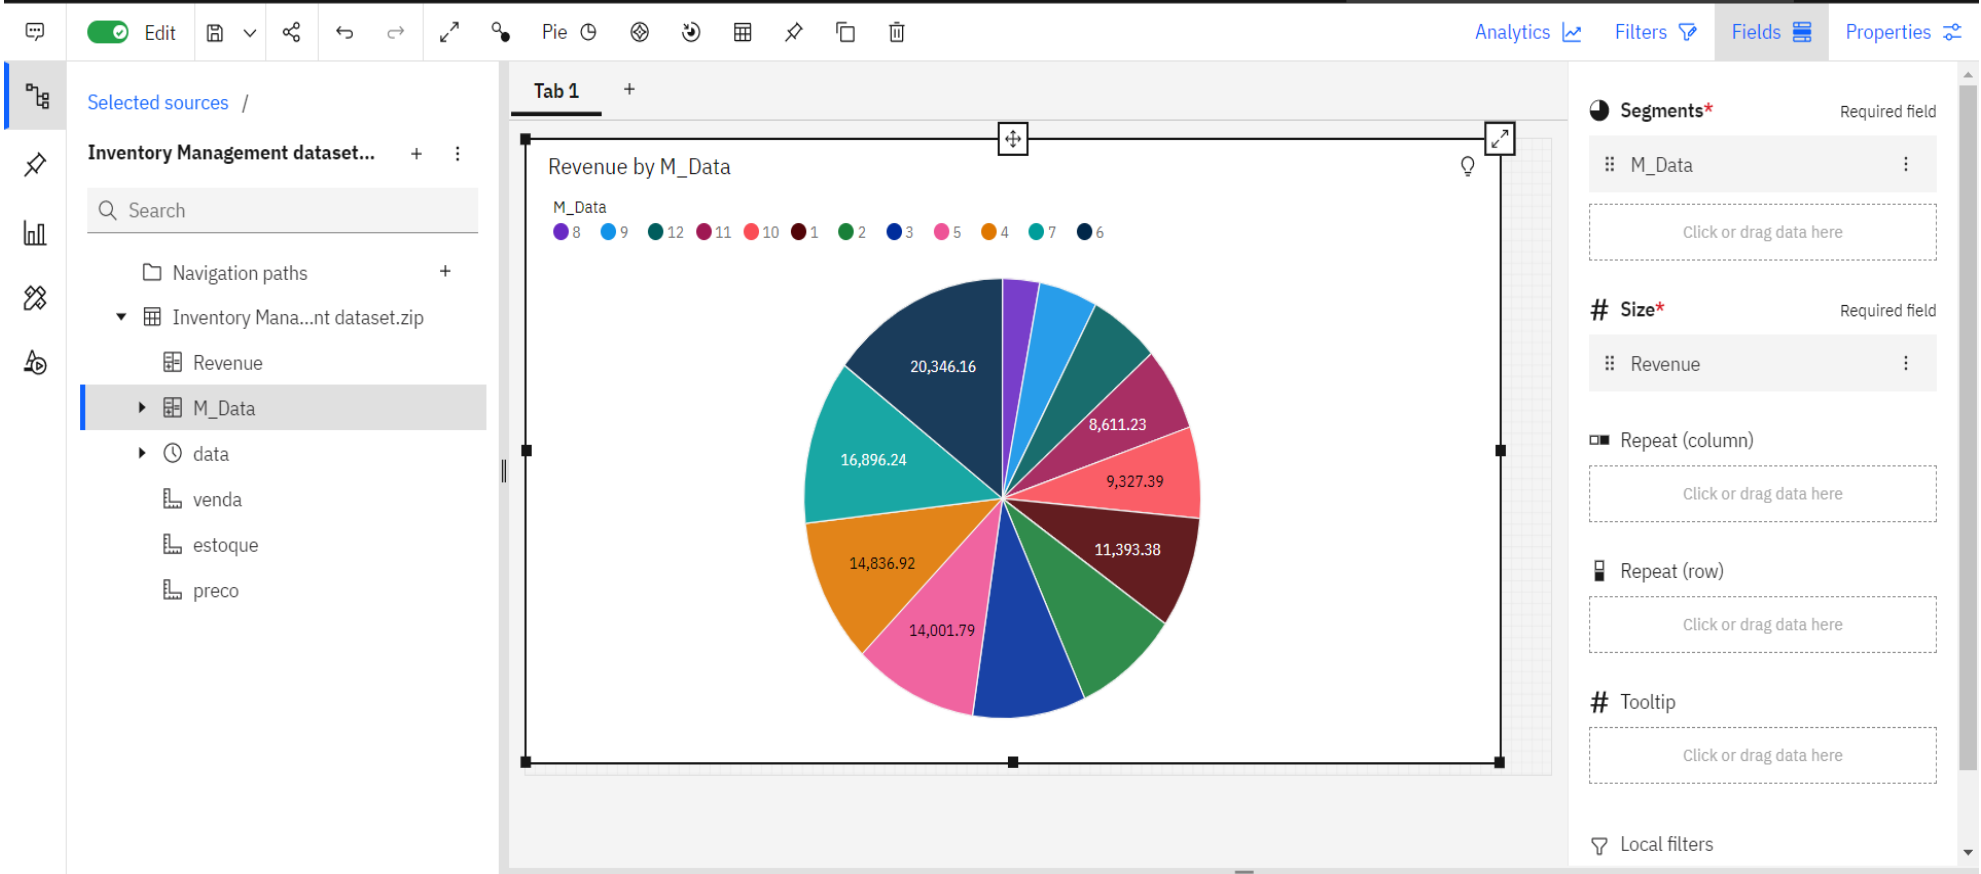 Edit
Pie
Analytics
Filters
Fields
Properties
Selected sources /
Inventory Management dataset...
Search
Navigation paths
Inventory Mana...nt dataset.zip
Revenue
M_Data
data
venda
estoque
preco
Tab 1
Revenue by M_Data
M_Data
8 9 12 11 10 1 2 3 5 4 7 6
20,346.16
8,611.23
16,896.24
9,327.39
11,393.38
14,836.92
14,001.79
Segments* Required field
M_Data
Click or drag data here
# Size* Required field
Revenue
Repeat (column)
Click or drag data here
Repeat (row)
Click or drag data here
# Tooltip
Click or drag data here
Local filters